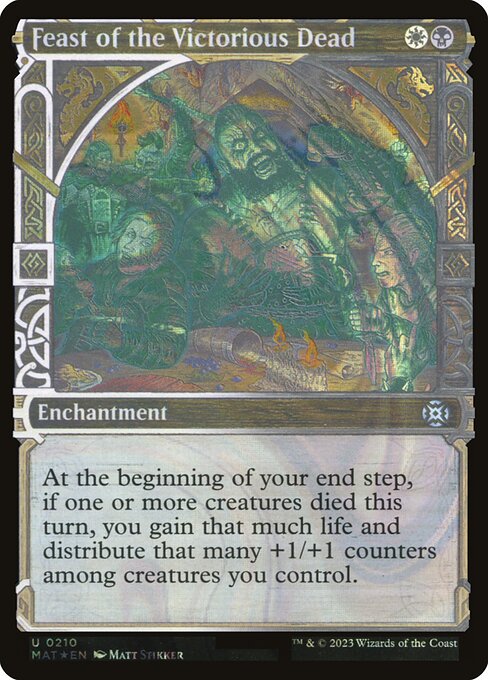 Feast of the Victorious Dead
Enchantment
At the beginning of your end step,
if one or more creatures died this
turn, you gain that much life and
distribute that many +1/+1 counters
among creatures you control.
U 0210
MAT★EN Matt Stikker
™ & © 2023 Wizards of the Coast